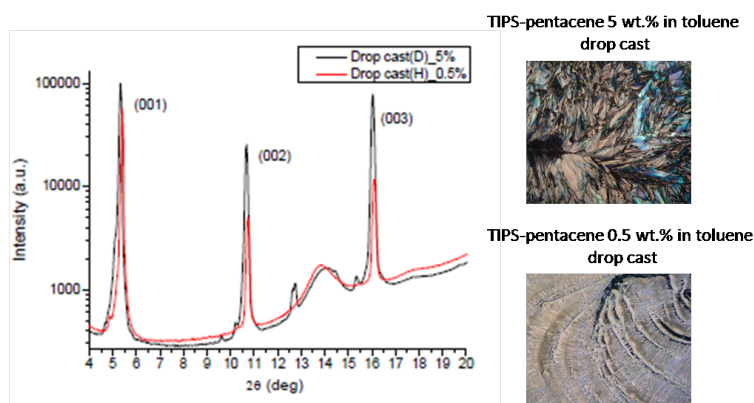 TIPS-pentacene 5 wt.% in toluene
drop cast
Drop cast(D)_5%
Drop cast(H)_0.5%
100000
10000
1000
Intensity (a.u.)
(001)
(002)
(003)
4 5 6 7 8 9 10 11 12 13 14 15 16 17 18 19 20
2θ (deg)
TIPS-pentacene 0.5 wt.% in toluene
drop cast